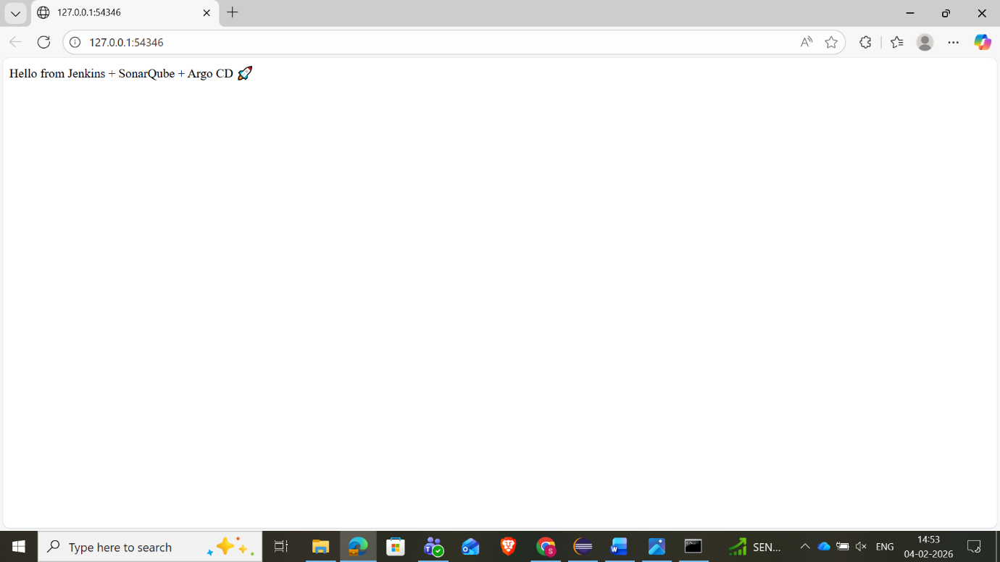 127.0.0.1:54346
127.0.0.1:54346
Hello from Jenkins + SonarQube + Argo CD 🚀
Type here to search
SEN...
ENG
14:53
04-02-2026